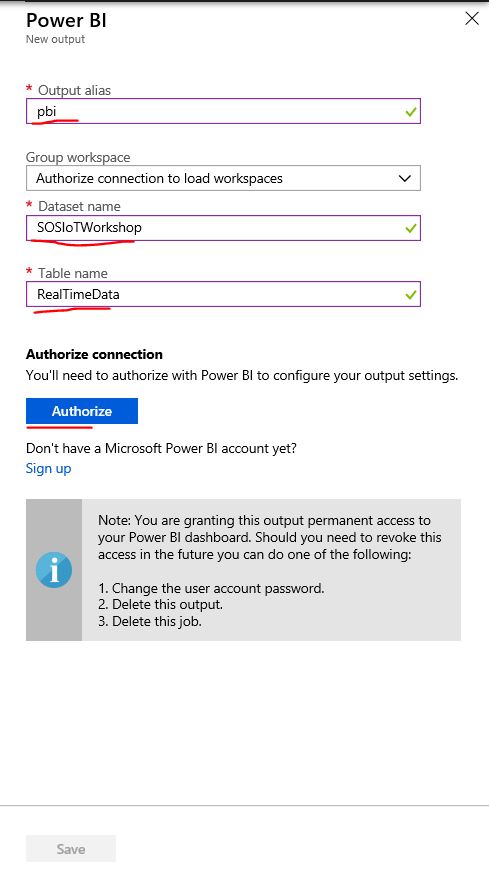 Power BI
New output
* Output alias
pbi
Group workspace
Authorize connection to load workspaces
* Dataset name
SOSIoTWorkshop
* Table name
RealTimeData
Authorize connection
You'll need to authorize with Power BI to configure your output settings.
Authorize
Don't have a Microsoft Power BI account yet?
Sign up
Note: You are granting this output permanent access to
your Power BI dashboard. Should you need to revoke this
access in the future you can do one of the following:
1. Change the user account password.
2. Delete this output.
3. Delete this job.
Save